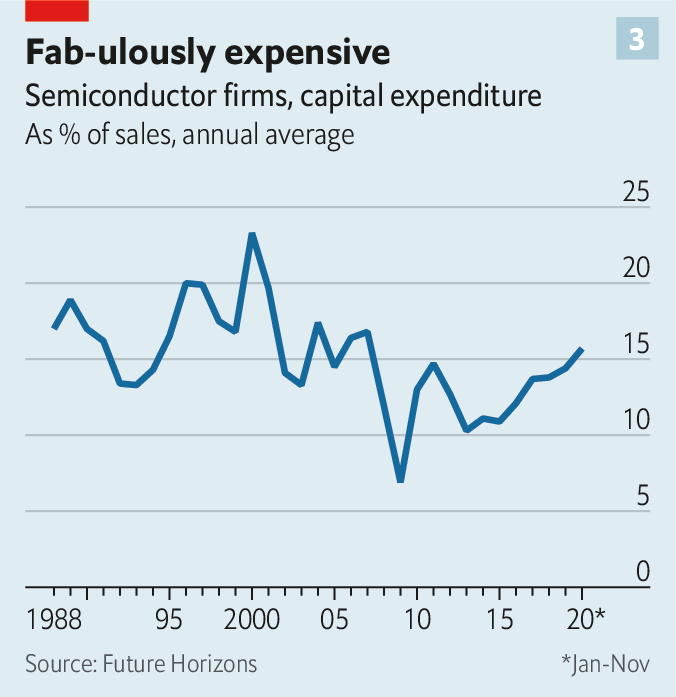 3
Fab-ulously expensive
Semiconductor firms, capital expenditure
As % of sales, annual average
25
20
15
10
5
0
1988 95 2000 05 10 15 20*
Source: Future Horizons *Jan-Nov